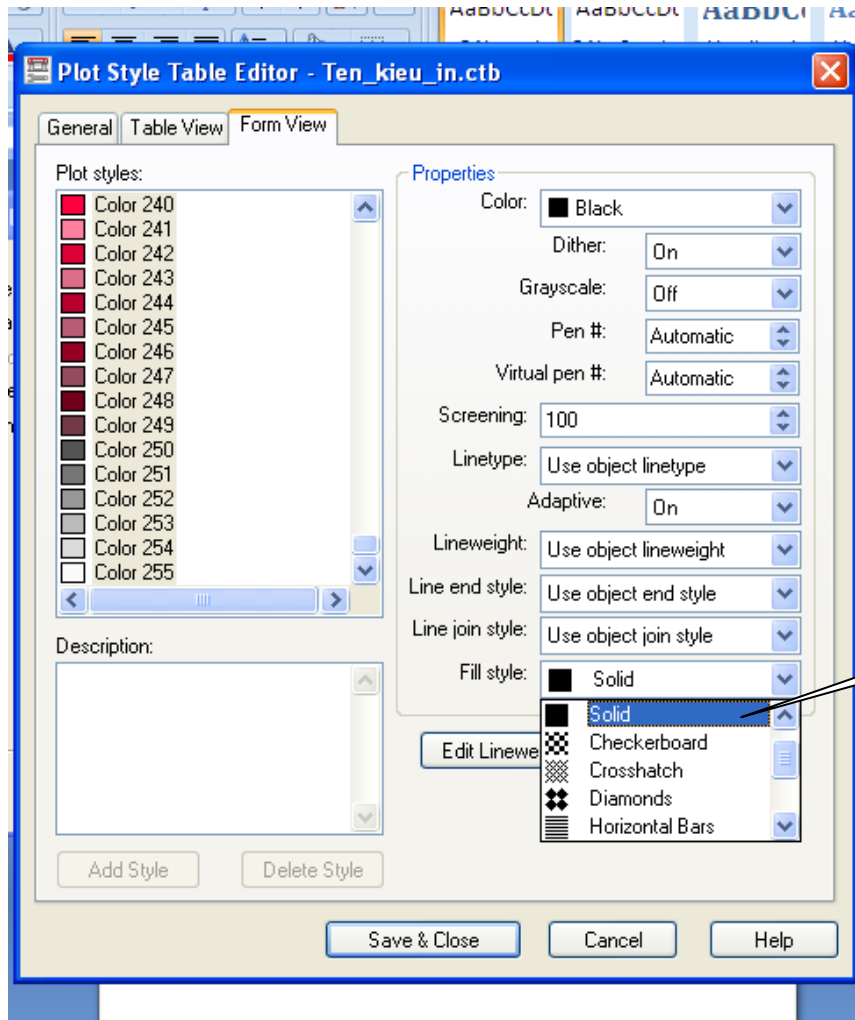 AaBbCcDc AaBbCcDc AaBbC
Plot Style Table Editor - Ten_kieu_in.ctb
General Table View Form View
Plot styles:
Color 240
Color 241
Color 242
Color 243
Color 244
Color 245
Color 246
Color 247
Color 248
Color 249
Color 250
Color 251
Color 252
Color 253
Color 254
Color 255
Description:
Add Style Delete Style
Properties
Color: Black
Dither: On
Grayscale: Off
Pen #: Automatic
Virtual pen #: Automatic
Screening: 100
Linetype: Use object linetype
Adaptive: On
Lineweight: Use object lineweight
Line end style: Use object end style
Line join style: Use object join style
Fill style: Solid
Solid
Checkerboard
Crosshatch
Diamonds
Horizontal Bars
Edit Linewe
Save & Close Cancel Help